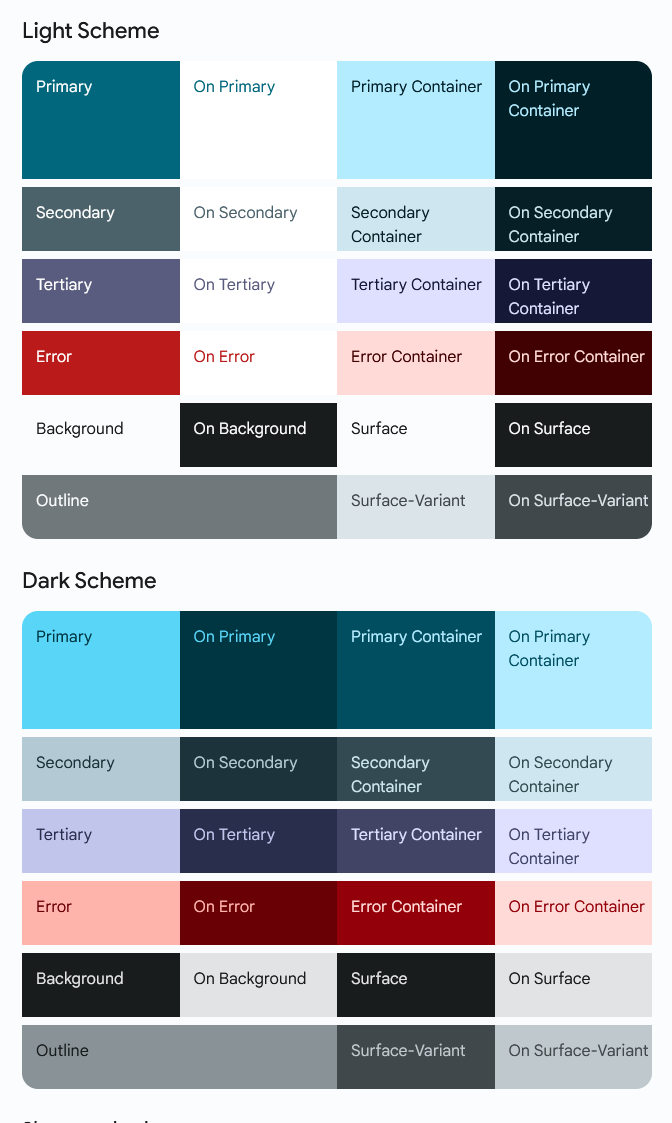 Light Scheme
Primary
On Primary
Primary Container
On Primary
Container
Secondary
On Secondary
Secondary
Container
On Secondary
Container
Tertiary
On Tertiary
Tertiary Container
On Tertiary
Container
Error
On Error
Error Container
On Error Container
Background
On Background
Surface
On Surface
Outline
Surface-Variant
On Surface-Variant
Dark Scheme
Primary
On Primary
Primary Container
On Primary
Container
Secondary
On Secondary
Secondary
Container
On Secondary
Container
Tertiary
On Tertiary
Tertiary Container
On Tertiary
Container
Error
On Error
Error Container
On Error Container
Background
On Background
Surface
On Surface
Outline
Surface-Variant
On Surface-Variant